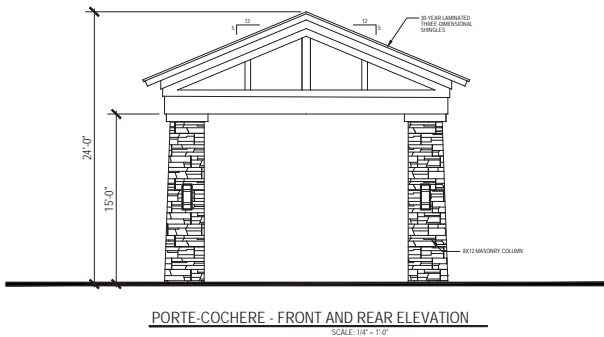 12
5
12
5
30-YEAR LAMINATED
THREE-DIMENSIONAL
SHINGLES
24'-0"
15'-0"
8X12 MASONRY COLUMN
PORTE-COCHERE - FRONT AND REAR ELEVATION
SCALE: 1/4" = 1'-0"